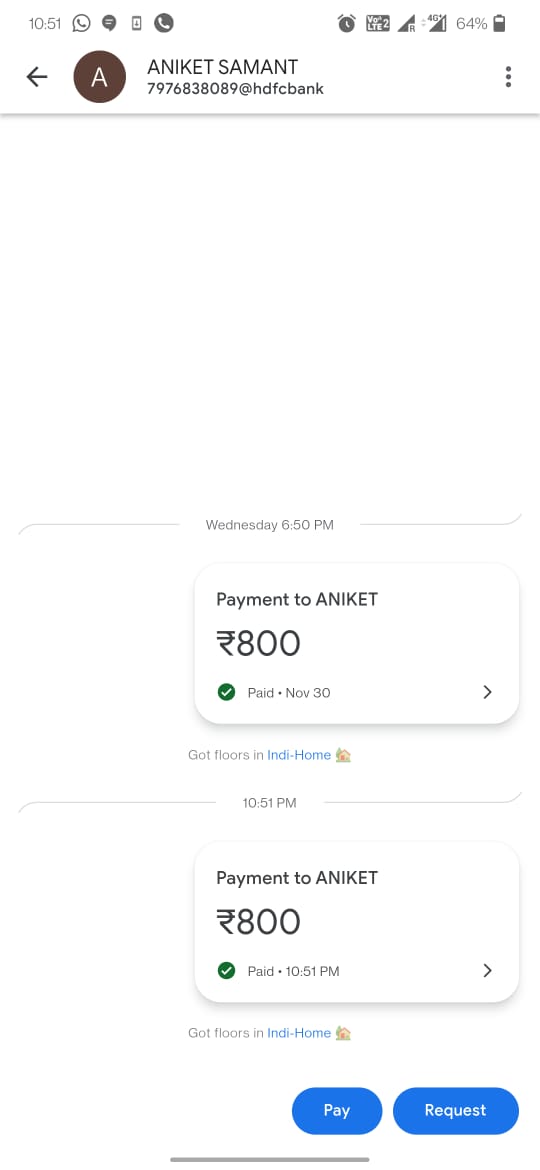 10:51
Vo))
LTE 2
R
4G+
64%
A
ANIKET SAMANT
7976838089@hdfcbank
Wednesday 6:50 PM
Payment to ANIKET
₹800
Paid • Nov 30
Got floors in Indi-Home 🏡
10:51 PM
Payment to ANIKET
₹800
Paid • 10:51 PM
Got floors in Indi-Home 🏡
Pay
Request